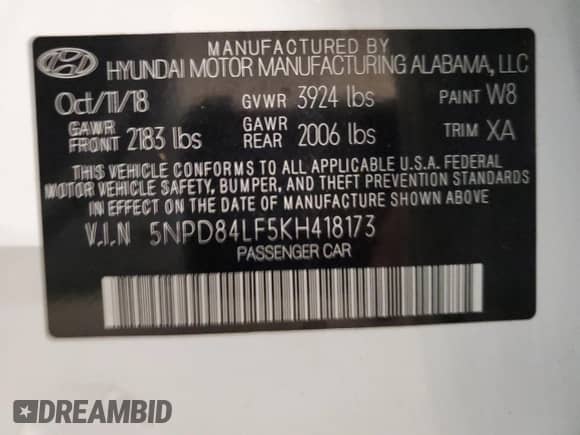 MANUFACTURED BY
HYUNDAI MOTOR MANUFACTURING ALABAMA, LLC
Oct/11/18 GVWR 3924 lbs PAINT W8
GAWR FRONT 2183 lbs GAWR REAR 2006 lbs TRIM XA
THIS VEHICLE CONFORMS TO ALL APPLICABLE U.S.A. FEDERAL
MOTOR VEHICLE SAFETY, BUMPER, AND THEFT PREVENTION STANDARDS
IN EFFECT ON THE DATE OF MANUFACTURE SHOWN ABOVE
V.I.N 5NPD84LF5KH418173
PASSENGER CAR
DREAMBID